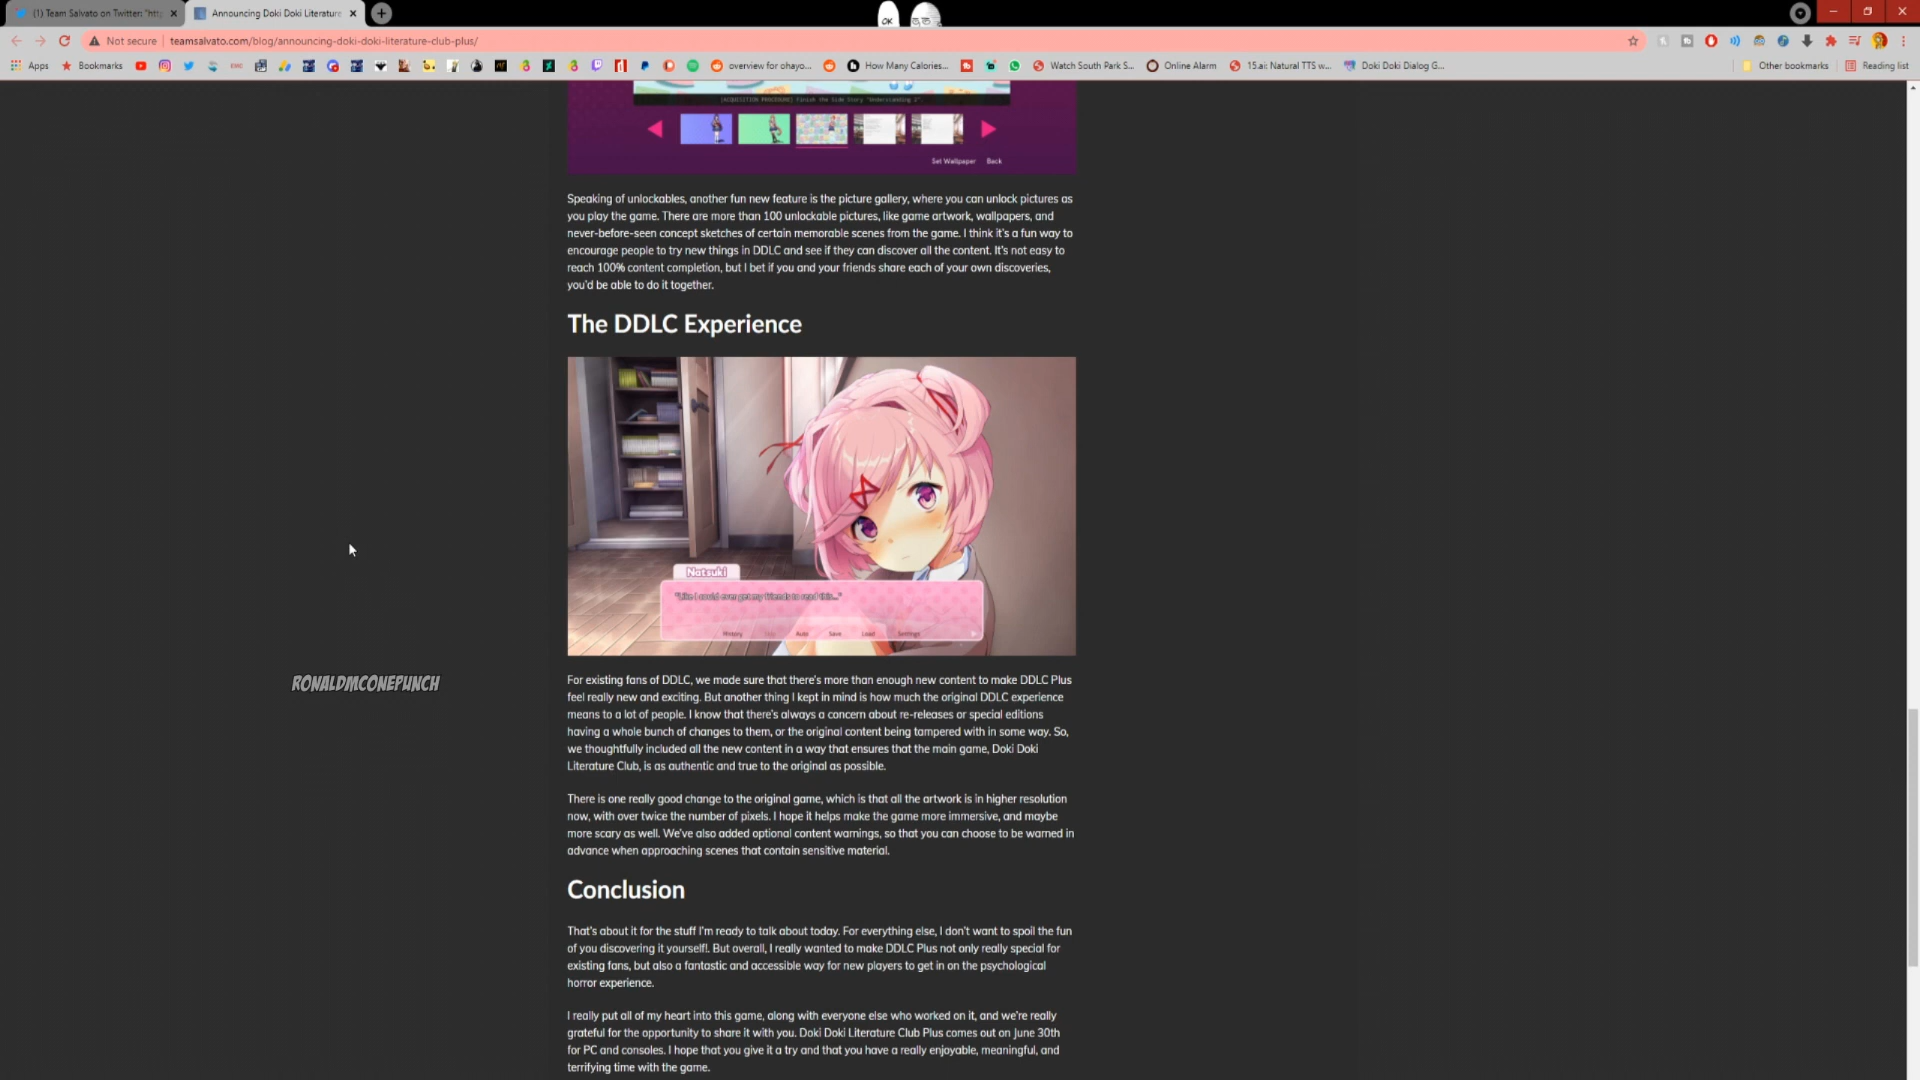 (1) Team Salvato on Twitter: "htt
Announcing Doki Doki Literature
OK
Not secure
teamsalvato.com/blog/announcing-doki-doki-literature-club-plus/
Apps
Bookmarks
overview for ohayo...
How Many Calories...
Watch South Park S...
Online Alarm
15.ai: Natural TTS w...
Doki Doki Dialog G...
Other bookmarks
Reading list
[ACQUISITION PROCEDURE] Finish the Side Story "Understanding 2"
Set Wallpaper
Back
Speaking of unlockables, another fun new feature is the picture gallery, where you can unlock pictures as
you play the game. There are more than 100 unlockable pictures, like game artwork, wallpapers, and
never-before-seen concept sketches of certain memorable scenes from the game. I think it's a fun way to
encourage people to try new things in DDLC and see if they can discover all the content. It's not easy to
reach 100% content completion, but I bet if you and your friends share each of your own discoveries,
you'd be able to do it together.
The DDLC Experience
Natsuki
"Like I could ever get my friends to read this..."
History
Auto
Save
Load
Settings
RONALDMCONEPUNCH
For existing fans of DDLC, we made sure that there's more than enough new content to make DDLC Plus
feel really new and exciting. But another thing I kept in mind is how much the original DDLC experience
means to a lot of people. I know that there's always a concern about re-releases or special editions
having a whole bunch of changes to them, or the original content being tampered with in some way. So,
we thoughtfully included all the new content in a way that ensures that the main game, Doki Doki
Literature Club, is as authentic and true to the original as possible.
There is one really good change to the original game, which is that all the artwork is in higher resolution
now, with over twice the number of pixels. I hope it helps make the game more immersive, and maybe
more scary as well. We've also added optional content warnings, so that you can choose to be warned in
advance when approaching scenes that contain sensitive material.
Conclusion
That's about it for the stuff I'm ready to talk about today. For everything else, I don't want to spoil the fun
of you discovering it yourself!. But overall, I really wanted to make DDLC Plus not only really special for
existing fans, but also a fantastic and accessible way for new players to get in on the psychological
horror experience.
I really put all of my heart into this game, along with everyone else who worked on it, and we're really
grateful for the opportunity to share it with you. Doki Doki Literature Club Plus comes out on June 30th
for PC and consoles. I hope that you give it a try and that you have a really enjoyable, meaningful, and
terrifying time with the game.